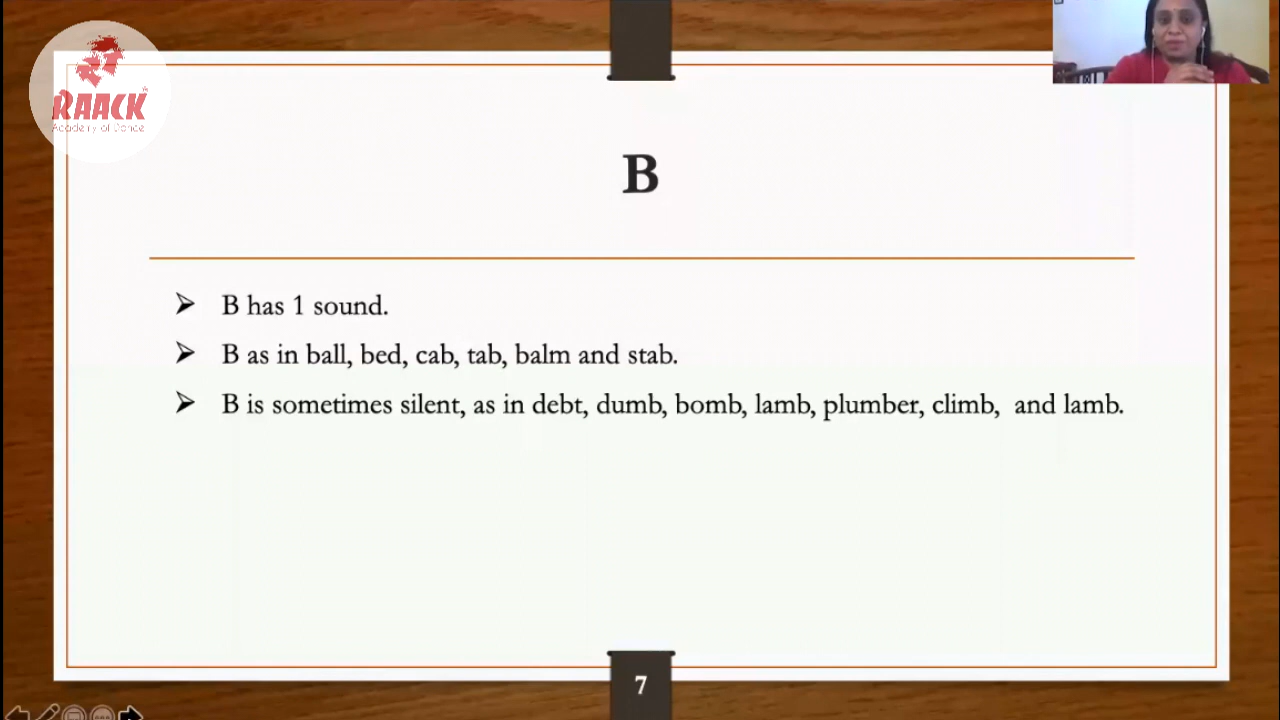 RAACK
Academy of Dance
B
➢ B has 1 sound.
➢ B as in ball, bed, cab, tab, balm and stab.
➢ B is sometimes silent, as in debt, dumb, bomb, lamb, plumber, climb, and lamb.
7